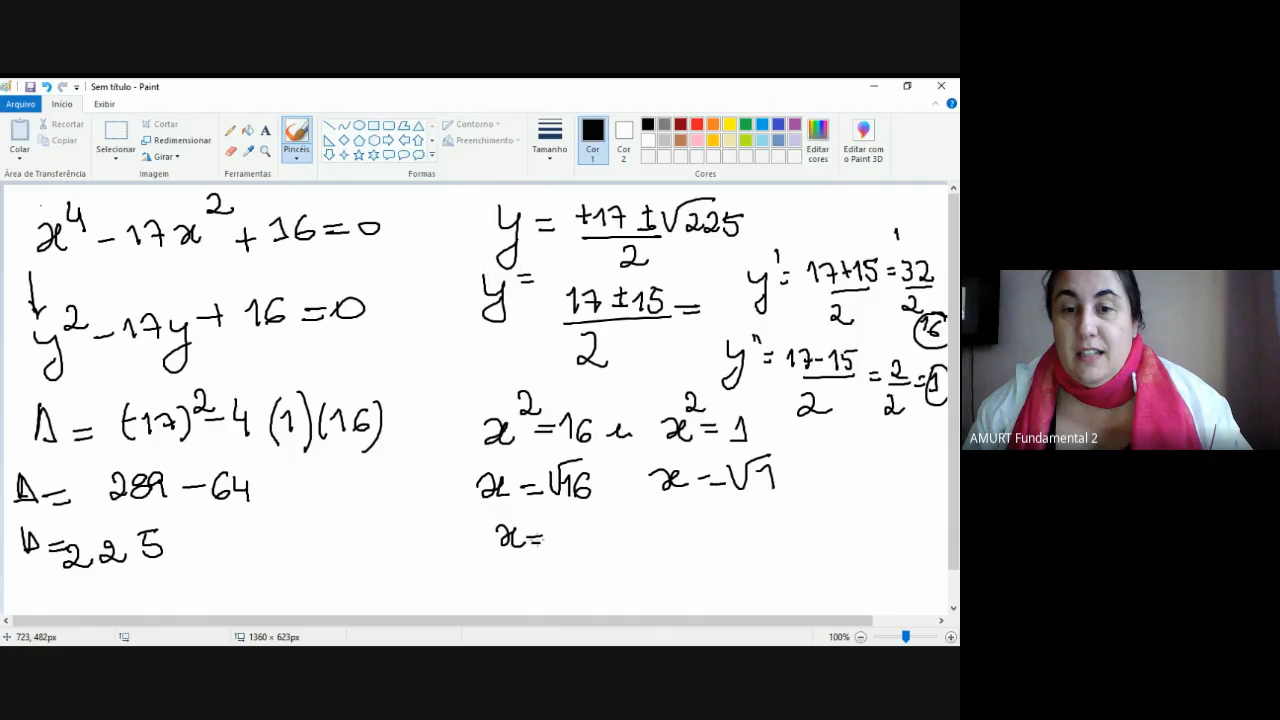 Sem título - Paint
Arquivo Início Exibir
Colar
Recortar
Copiar
Área de Transferência
Selecionar
Cortar
Redimensionar
Girar
Imagem
Ferramentas
Pincéis
Contorno
Preenchimento
Formas
Tamanho
Cor 1
Cor 2
Cores
Editar cores
Editar com o Paint 3D
x⁴ - 17x² + 16 = 0
y² - 17y + 16 = 0
Δ = (-17)² - 4 (1)(16)
Δ = 289 - 64
Δ = 225
y = +17 ± √225 / 2
y = 17 ± 15 / 2 =
y' = 17+15 / 2 = 32 / 2
16
y'' = 17-15 / 2 = 2 / 2 = 1
x² = 16 e x² = 1
x = √16 x = √1
x =
AMURT Fundamental 2
723, 482px
1360 × 623px
100%